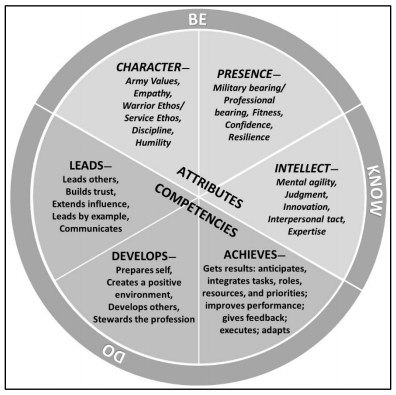 BE
CHARACTER—
Army Values,
Empathy,
Warrior Ethos/
Service Ethos,
Discipline,
Humility
PRESENCE—
Military bearing/
Professional
bearing, Fitness,
Confidence,
Resilience
KNOW
INTELLECT—
Mental agility,
Judgment,
Innovation,
Interpersonal tact,
Expertise
ATTRIBUTES
COMPETENCIES
LEADS—
Leads others,
Builds trust,
Extends influence,
Leads by example,
Communicates
DEVELOPS—
Prepares self,
Creates a positive
environment,
Develops others,
Stewards the profession
ACHIEVES—
Gets results: anticipates,
integrates tasks, roles,
resources, and priorities;
improves performance;
gives feedback;
executes; adapts
DO